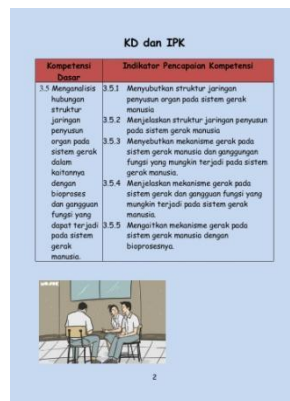 KD dan IPK
Kompetensi Dasar
Indikator Pencapaian Kompetensi
3.5 Menganalisis
hubungan
struktur
jaringan
penyusun
organ pada
sistem gerak
dalam
kaitannya
dengan
bioproses
dan gangguan
fungsi yang
dapat terjadi
pada sistem
gerak
manusia.
3.5.1 Menyubutkan struktur jaringan
penyusun organ pada sistem gerak
manusia
3.5.2 Menjelaskan struktur jaringan penyusun
pada sistem gerak manusia
3.5.3 Menyebutkan mekanisme gerak pada
sistem gerak manusia dan ganggungan
fungsi yang mungkin terjadi pada sistem
gerak manusia.
3.5.4 Menjelaskan mekanisme gerak pada
sistem gerak dan gangguan fungsi yang
mungkin terjadi pada sistem gerak
manusia.
3.5.5 Mengaitkan mekanisme gerak pada
sistem gerak manusia dengan
bioprosesnya.
2